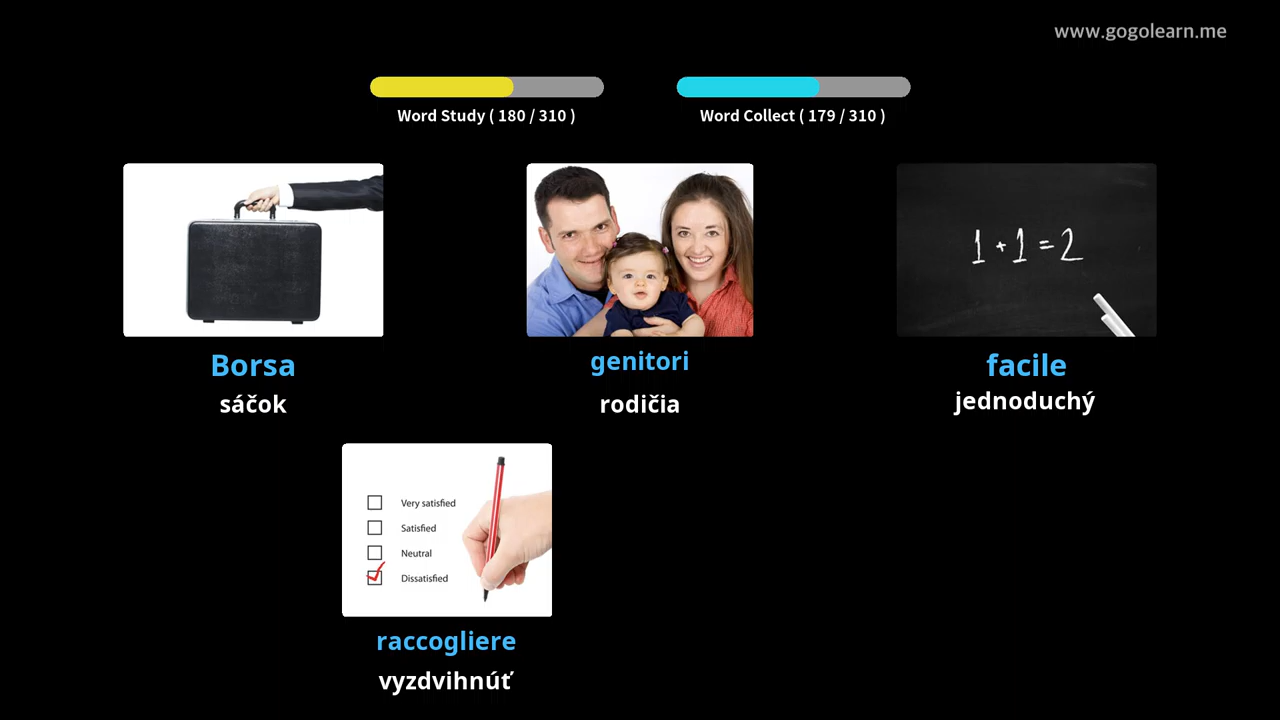 www.gogolearn.me
Word Study ( 180 / 310 )
Word Collect ( 179 / 310 )
1 + 1 = 2
Borsa
sáčok
genitori
rodičia
facile
jednoduchý
Very satisfied
Satisfied
Neutral
Dissatisfied
raccogliere
vyzdvihnúť